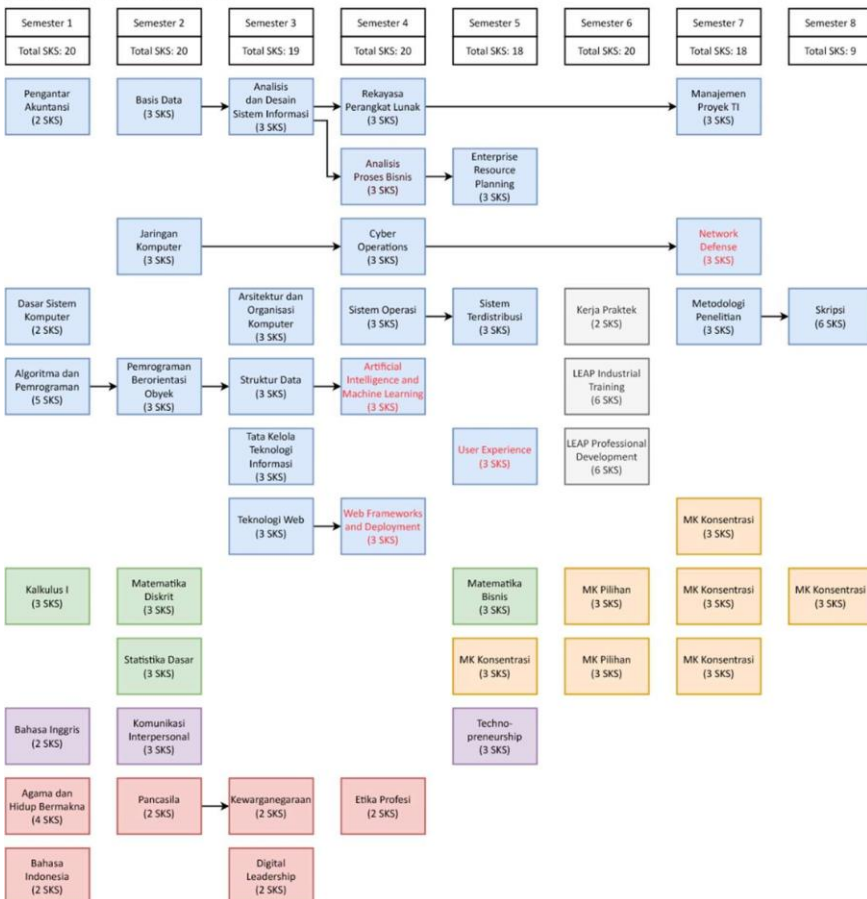 Semester 1
Semester 2
Semester 3
Semester 4
Semester 5
Semester 6
Semester 7
Semester 8
Total SKS: 20
Total SKS: 20
Total SKS: 19
Total SKS: 20
Total SKS: 18
Total SKS: 20
Total SKS: 18
Total SKS: 9
Pengantar
Akuntansi
(2 SKS)
Basis Data
(3 SKS)
Analisis
dan Desain
Sistem Informasi
(3 SKS)
Rekayasa
Perangkat Lunak
(3 SKS)
Manajemen
Proyek TI
(3 SKS)
Analisis
Proses Bisnis
(3 SKS)
Enterprise
Resource
Planning
(3 SKS)
Jaringan
Komputer
(3 SKS)
Cyber
Operations
(3 SKS)
Network
Defense
(3 SKS)
Dasar Sistem
Komputer
(2 SKS)
Arsitektur dan
Organisasi
Komputer
(3 SKS)
Sistem Operasi
(3 SKS)
Sistem
Terdistribusi
(3 SKS)
Kerja Praktek
(2 SKS)
Metodologi
Penelitian
(3 SKS)
Skripsi
(6 SKS)
Algoritma dan
Pemrograman
(5 SKS)
Pemrograman
Berorientasi
Obyek
(3 SKS)
Struktur Data
(3 SKS)
Artificial
Intelligence and
Machine Learning
(3 SKS)
LEAP Industrial
Training
(6 SKS)
Tata Kelola
Teknologi
Informasi
(3 SKS)
User Experience
(3 SKS)
LEAP Professional
Development
(6 SKS)
Teknologi Web
(3 SKS)
Web Frameworks
and Deployment
(3 SKS)
MK Konsentrasi
(3 SKS)
Kalkulus I
(3 SKS)
Matematika
Diskrit
(3 SKS)
Matematika
Bisnis
(3 SKS)
MK Pilihan
(3 SKS)
MK Konsentrasi
(3 SKS)
MK Konsentrasi
(3 SKS)
Statistika Dasar
(3 SKS)
MK Konsentrasi
(3 SKS)
MK Pilihan
(3 SKS)
MK Konsentrasi
(3 SKS)
Bahasa Inggris
(2 SKS)
Komunikasi
Interpersonal
(3 SKS)
Techno-
preneurship
(3 SKS)
Agama dan
Hidup Bermakna
(4 SKS)
Pancasila
(2 SKS)
Kewarganegaraan
(2 SKS)
Etika Profesi
(2 SKS)
Bahasa
Indonesia
(2 SKS)
Digital
Leadership
(2 SKS)